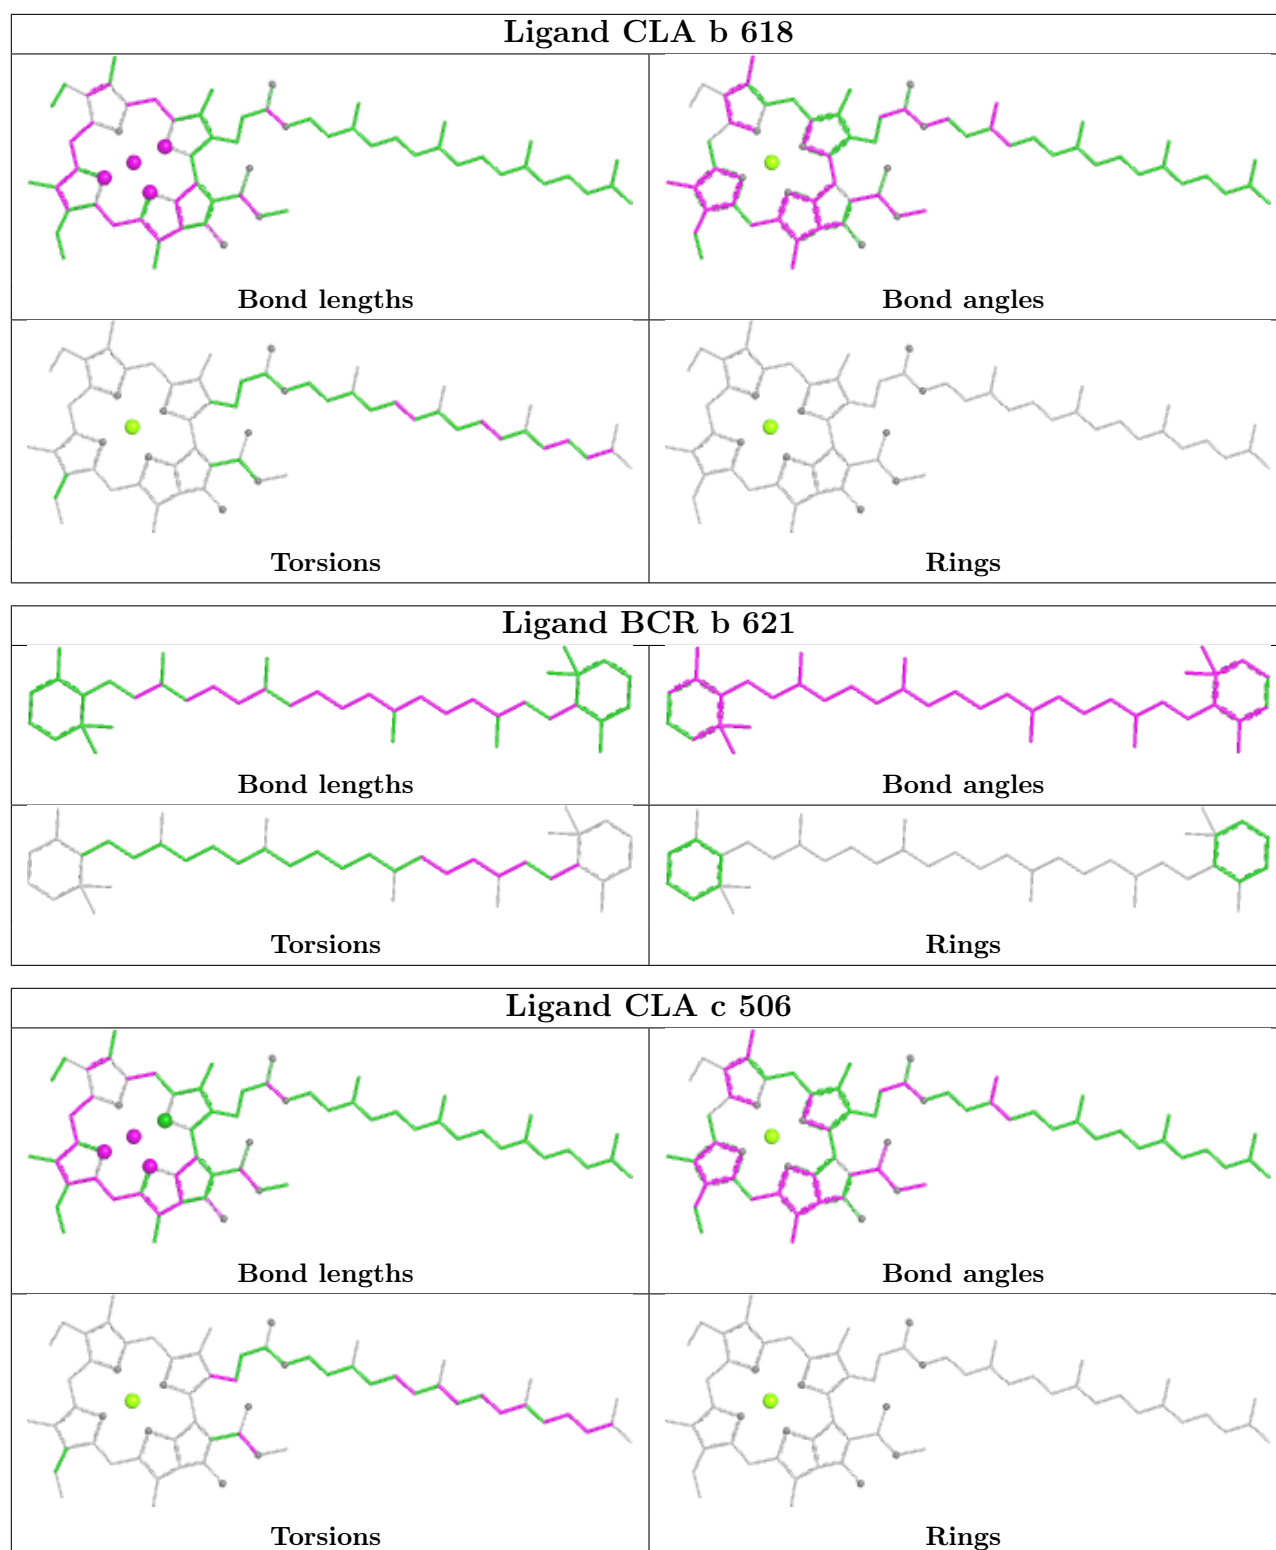 Ligand CLA b 618
Bond lengths
Bond angles
Torsions
Rings
Ligand BCR b 621
Bond lengths
Bond angles
Torsions
Rings
Ligand CLA c 506
Bond lengths
Bond angles
Torsions
Rings